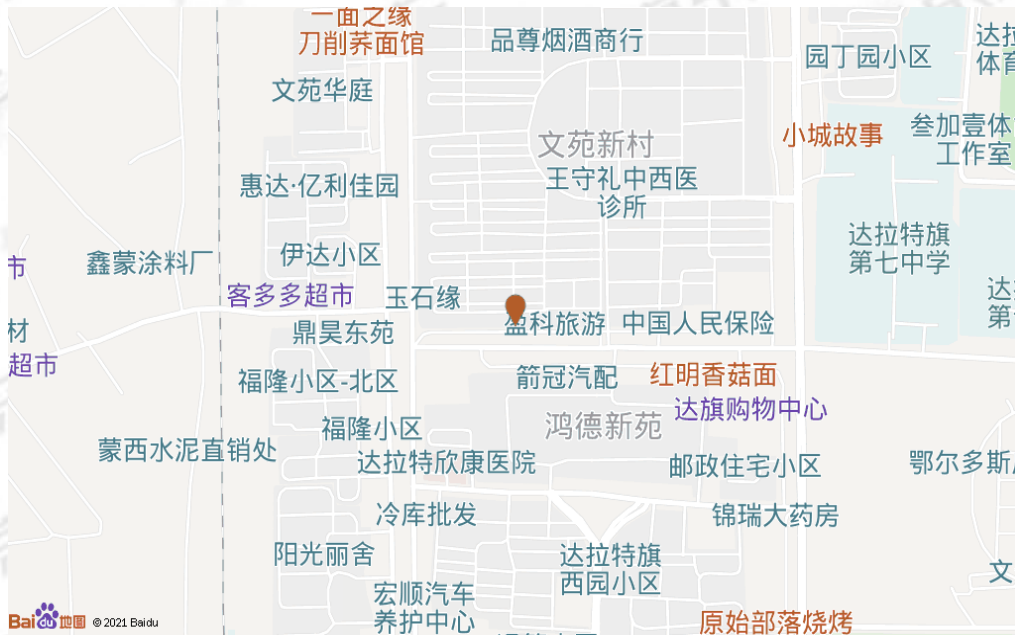 一面之缘
刀削荞面馆
品尊烟酒商行
园丁园小区
达拉
体育
文苑华庭
小城故事
叁加壹体
工作室
文苑新村
王守礼中西医
诊所
惠达·亿利佳园
达拉特旗
第七中学
伊达小区
鑫蒙涂料厂
市
客多多超市
玉石缘
达
第
材
鼎昊东苑
盈科旅游
中国人民保险
超市
福隆小区-北区
箭冠汽配
红明香菇面
达旗购物中心
福隆小区
鸿德新苑
蒙西水泥直销处
达拉特欣康医院
邮政住宅小区
鄂尔多斯
冷库批发
锦瑞大药房
阳光丽舍
达拉特旗
西园小区
文
宏顺汽车
养护中心
原始部落烧烤
Bai du 地图 © 2021 Baidu